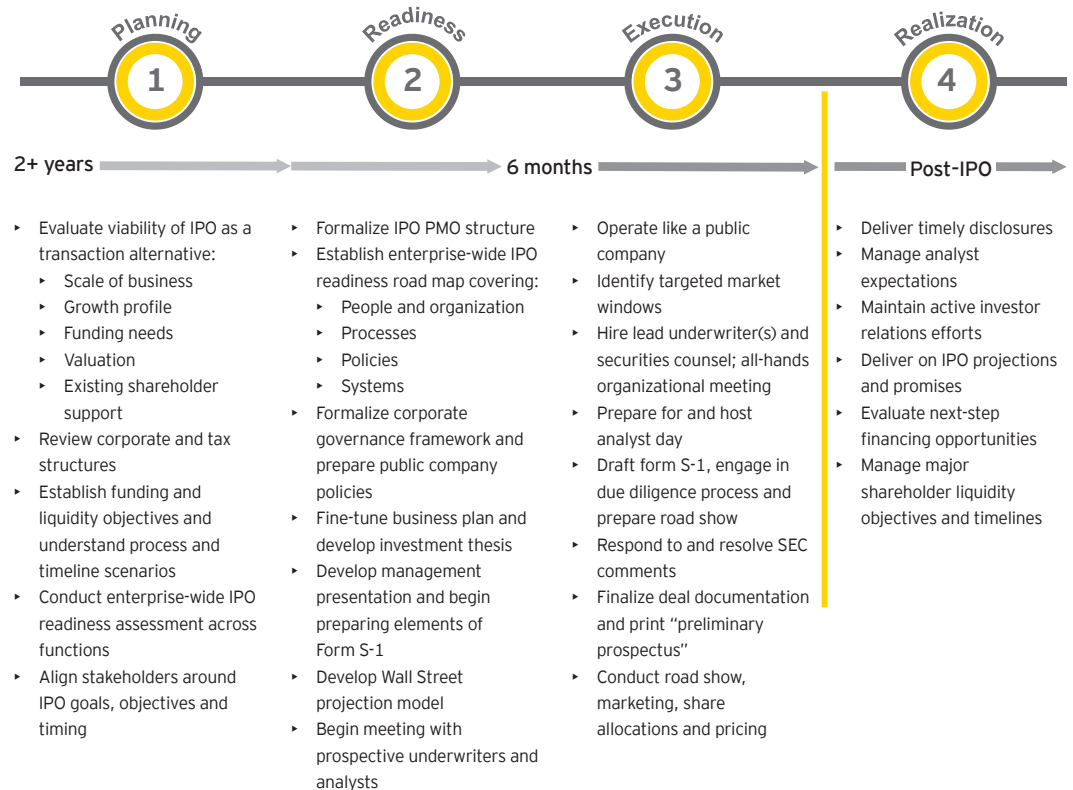 Planning
Readiness
Execution
Realization
1
2
3
4
2+ years
6 months
Post-IPO
‣ Evaluate viability of IPO as a
transaction alternative:
‣ Scale of business
‣ Growth profile
‣ Funding needs
‣ Valuation
‣ Existing shareholder
support
‣ Review corporate and tax
structures
‣ Establish funding and
liquidity objectives and
understand process and
timeline scenarios
‣ Conduct enterprise-wide IPO
readiness assessment across
functions
‣ Align stakeholders around
IPO goals, objectives and
timing
‣ Formalize IPO PMO structure
‣ Establish enterprise-wide IPO
readiness road map covering:
‣ People and organization
‣ Processes
‣ Policies
‣ Systems
‣ Formalize corporate
governance framework and
prepare public company
policies
‣ Fine-tune business plan and
develop investment thesis
‣ Develop management
presentation and begin
preparing elements of
Form S-1
‣ Develop Wall Street
projection model
‣ Begin meeting with
prospective underwriters and
analysts
‣ Operate like a public
company
‣ Identify targeted market
windows
‣ Hire lead underwriter(s) and
securities counsel; all-hands
organizational meeting
‣ Prepare for and host
analyst day
‣ Draft form S-1, engage in
due diligence process and
prepare road show
‣ Respond to and resolve SEC
comments
‣ Finalize deal documentation
and print “preliminary
prospectus”
‣ Conduct road show,
marketing, share
allocations and pricing
‣ Deliver timely disclosures
‣ Manage analyst
expectations
‣ Maintain active investor
relations efforts
‣ Deliver on IPO projections
and promises
‣ Evaluate next-step
financing opportunities
‣ Manage major
shareholder liquidity
objectives and timelines